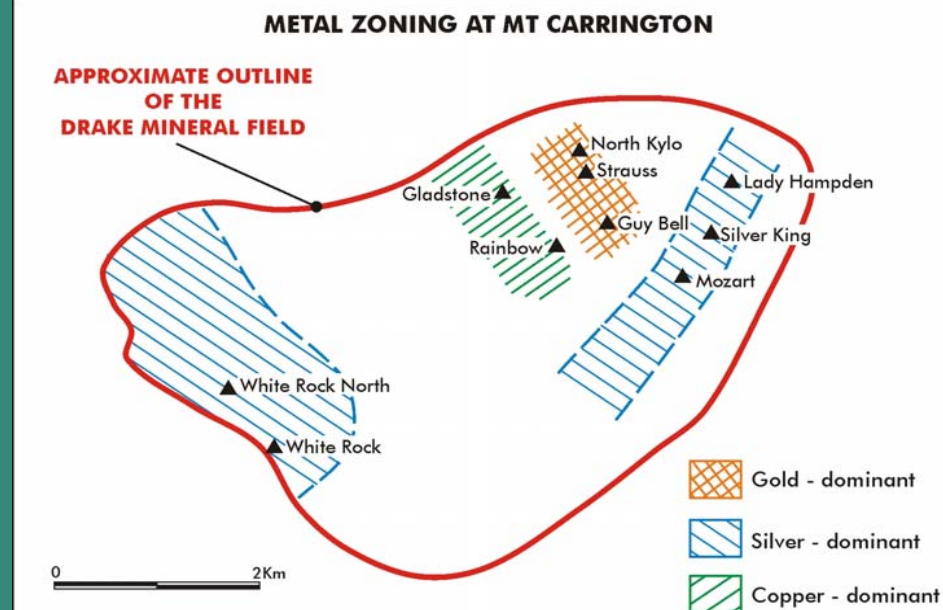 METAL ZONING AT MT CARRINGTON
APPROXIMATE OUTLINE
OF THE
DRAKE MINERAL FIELD
North Kylo
Strauss
Gladstone
Lady Hampden
Guy Bell
Silver King
Rainbow
Mozart
White Rock North
White Rock
Gold - dominant
Silver - dominant
Copper - dominant
0 2Km